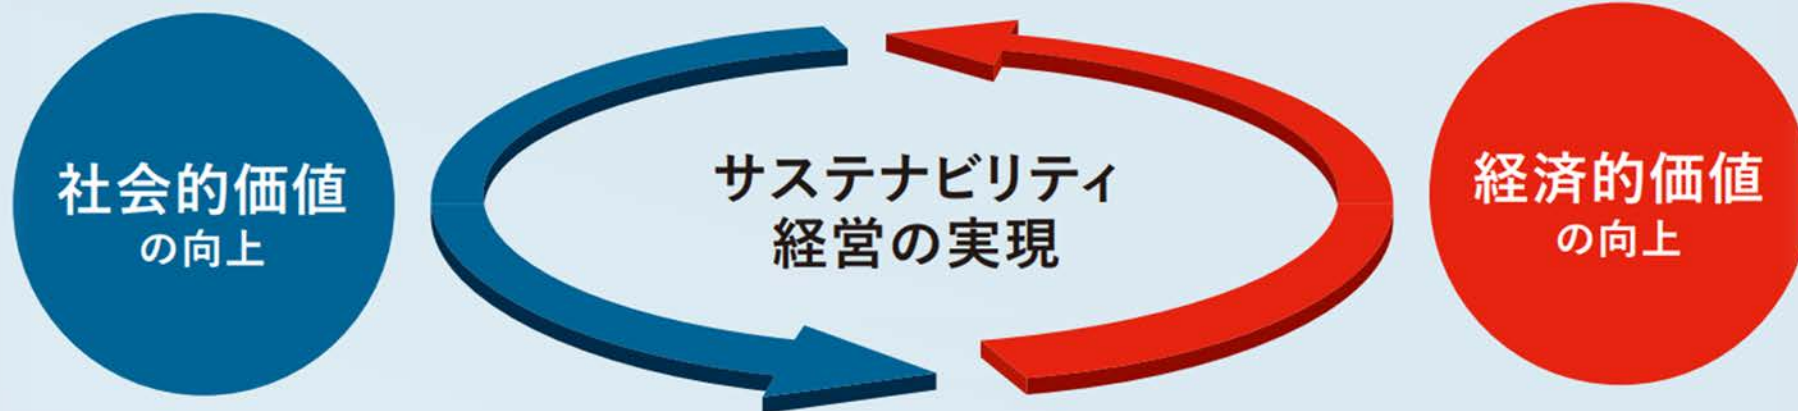 社会的価値
の向上
サステナビリティ
経営の実現
経済的価値
の向上